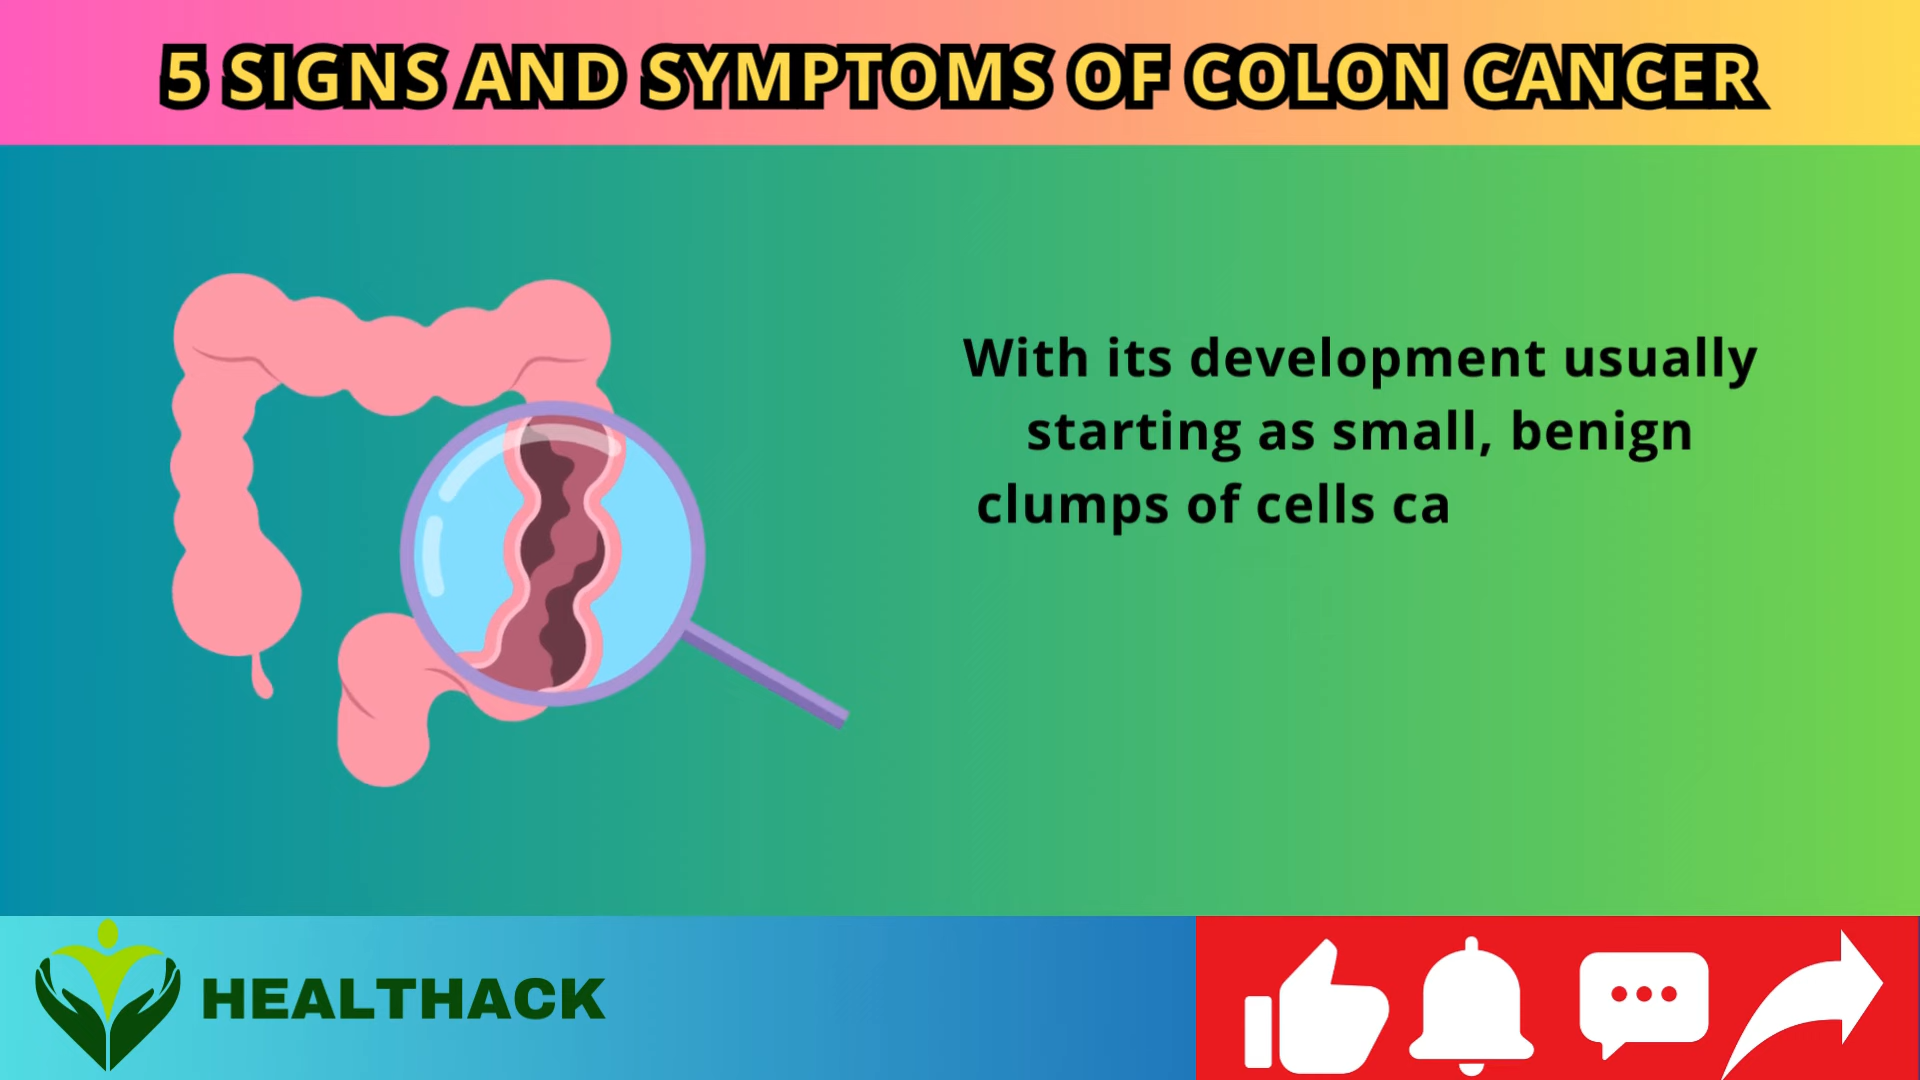 5 SIGNS AND SYMPTOMS OF COLON CANCER
With its development usually
starting as small, benign
clumps of cells ca
HEALTHACK